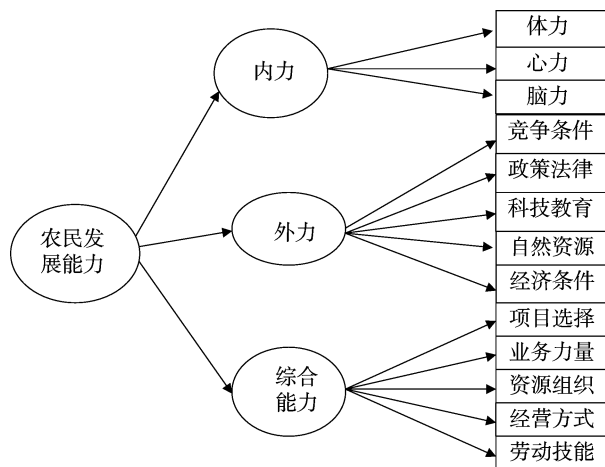 农民发
展能力
内力
外力
综合
能力
体力
心力
脑力
竞争条件
政策法律
科技教育
自然资源
经济条件
项目选择
业务力量
资源组织
经营方式
劳动技能